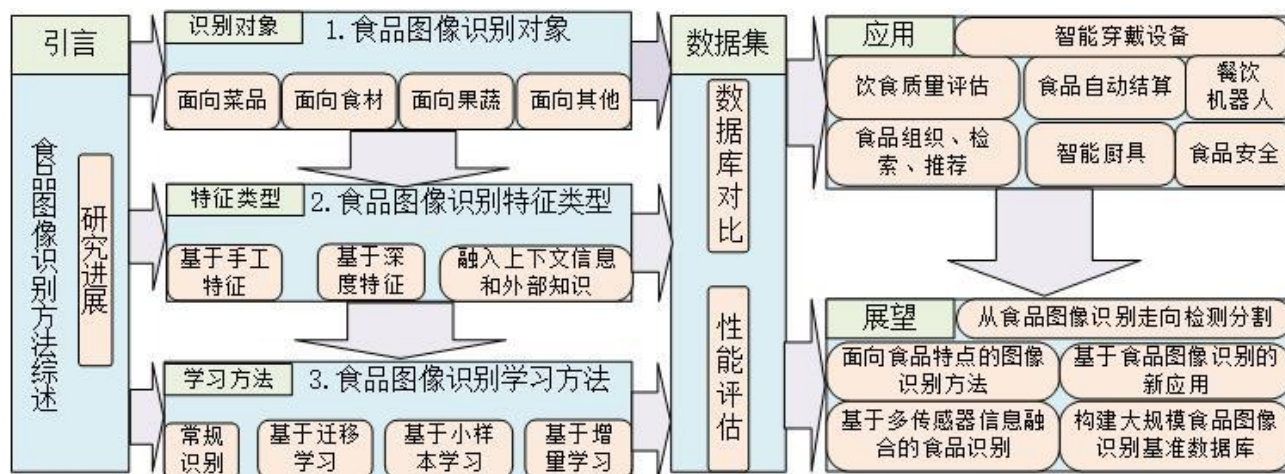 引言
食品图像识别方法综述
研究进展
识别对象
1.食品图像识别对象
面向菜品
面向食材
面向果蔬
面向其他
特征类型
2.食品图像识别特征类型
基于手工
特征
基于深
度特征
融入上下文信息
和外部知识
学习方法
3.食品图像识别学习方法
常规
识别
基于迁移
学习
基于小样
本学习
基于增
量学习
数据集
数据库对比
性能评估
应用
智能穿戴设备
饮食质量评估
食品自动结算
餐饮
机器人
食品组织、检
索、推荐
智能厨具
食品安全
展望
从食品图像识别走向检测分割
面向食品特点的图像
识别方法
基于食品图像识别的
新应用
基于多传感器信息融
合的食品识别
构建大规模食品图像
识别基准数据库